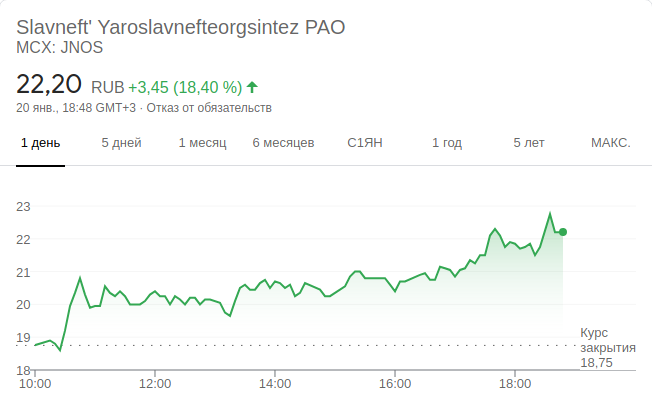 Slavneft' Yaroslavnefteorgsintez PAO
MCX: JNOS
22,20 RUB +3,45 (18,40 %)
20 янв., 18:48 GMT+3 · Отказ от обязательств
1 день 5 дней 1 месяц 6 месяцев С1ЯН 1 год 5 лет МАКС.
23
22
21
20
19
18
Курс
закрытия
18,75
10:00 12:00 14:00 16:00 18:00